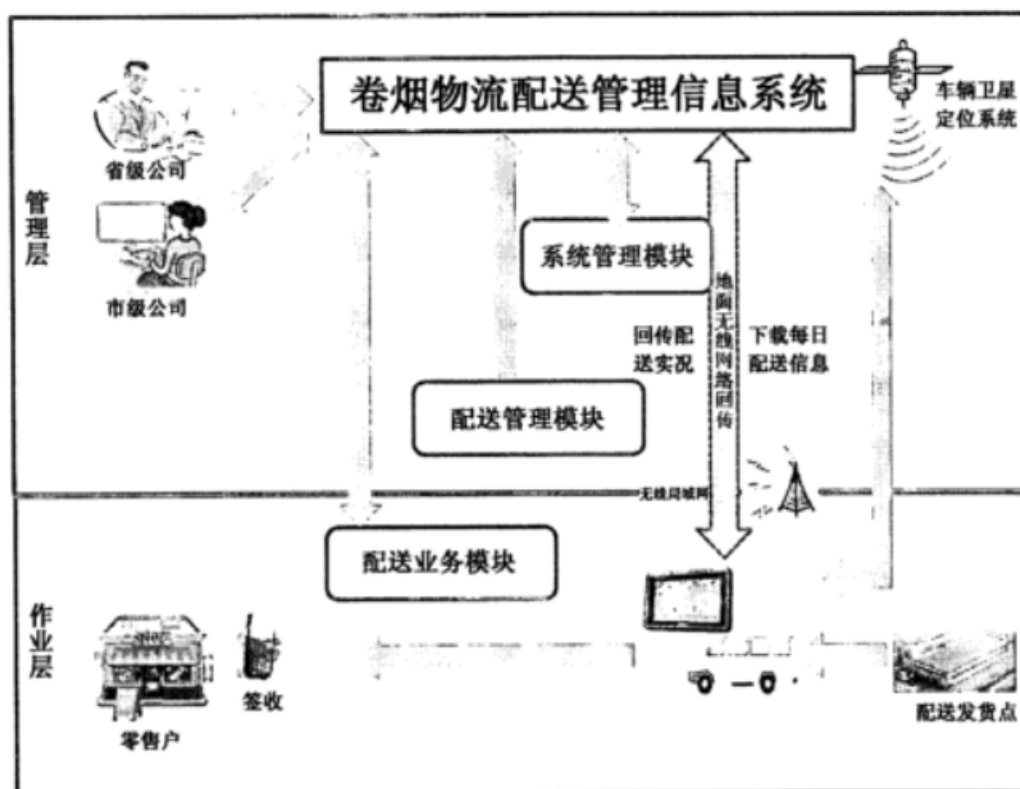 卷烟物流配送管理信息系统
车辆卫星
定位系统
省级公司
管理层
市级公司
系统管理模块
地面无线网络回传
回传配
送实况
下载每日
配送信息
配送管理模块
无线局域网
配送业务模块
作业层
签收
零售户
配送发货点